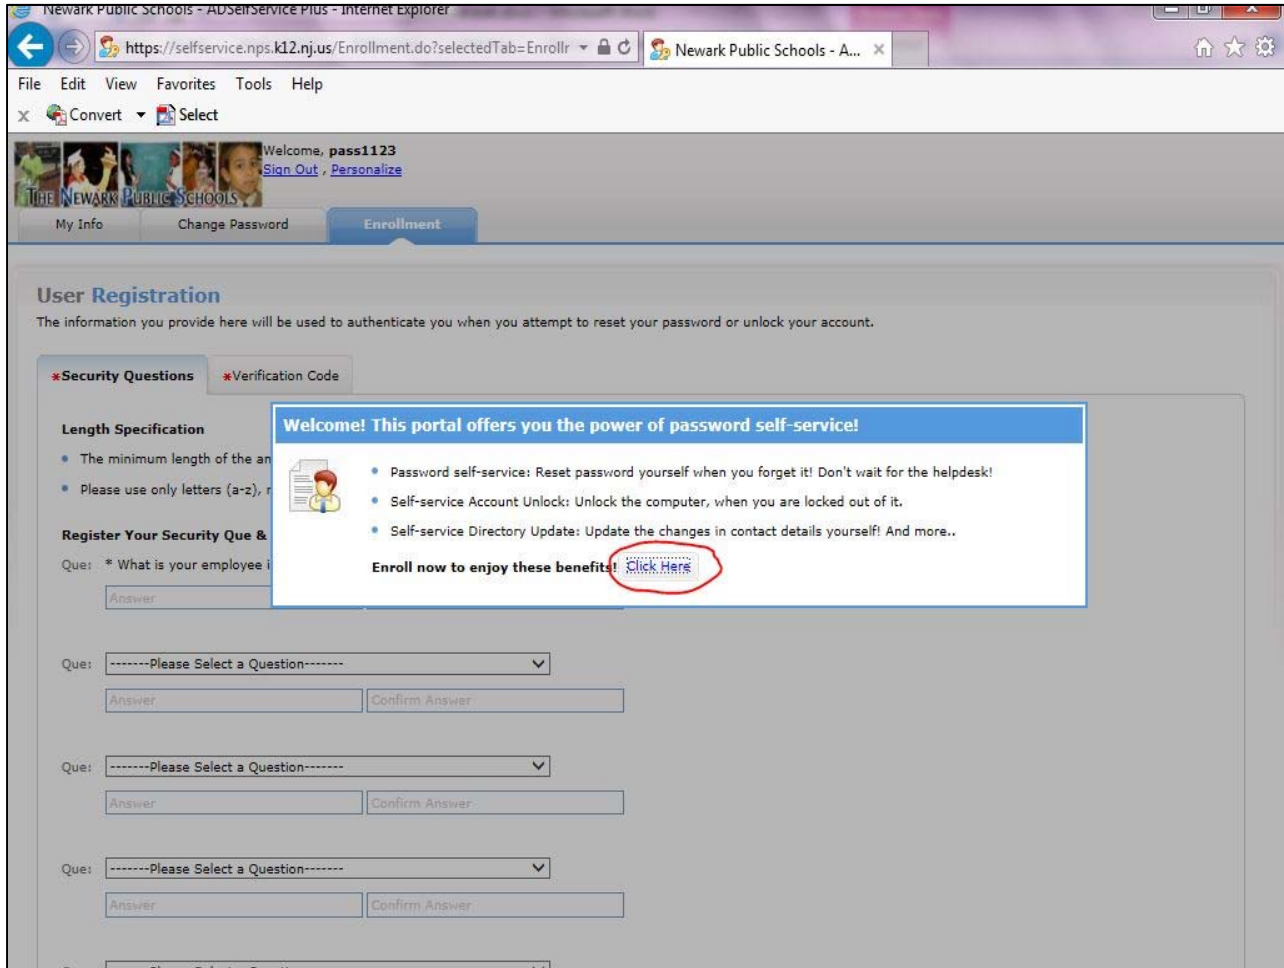 Newark Public Schools - ADSelfService Plus - Internet Explorer
https://selfservice.nps.k12.nj.us/Enrollment.do?selectedTab=Enrollr
Newark Public Schools - A...
File Edit View Favorites Tools Help
x Convert Select
Welcome, pass1123
Sign Out , Personalize
THE NEWARK PUBLIC SCHOOLS
My Info Change Password Enrollment
User Registration
The information you provide here will be used to authenticate you when you attempt to reset your password or unlock your account.
*Security Questions *Verification Code
Welcome! This portal offers you the power of password self-service!
Length Specification
• The minimum length of the an
• Please use only letters (a-z), r
• Password self-service: Reset password yourself when you forget it! Don't wait for the helpdesk!
• Self-service Account Unlock: Unlock the computer, when you are locked out of it.
• Self-service Directory Update: Update the changes in contact details yourself! And more..
Enroll now to enjoy these benefits! Click Here
Register Your Security Que &
Que: * What is your employee i
Answer
Que: -------Please Select a Question-------
Answer Confirm Answer
Que: -------Please Select a Question-------
Answer Confirm Answer
Que: -------Please Select a Question-------
Answer Confirm Answer